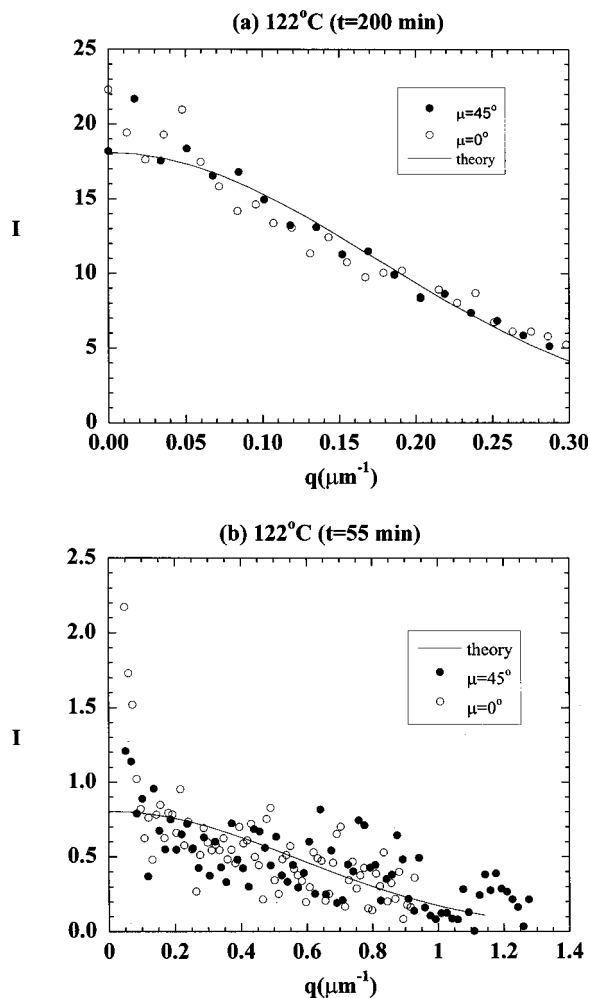 (a) 122°C (t=200 min)
25
20
15
10
5
0
I
μ=45°
μ=0°
theory
0.00 0.05 0.10 0.15 0.20 0.25 0.30
q(μm⁻¹)
(b) 122°C (t=55 min)
2.5
2.0
1.5
1.0
0.5
0.0
I
theory
μ=45°
μ=0°
0 0.2 0.4 0.6 0.8 1 1.2 1.4
q(μm⁻¹)